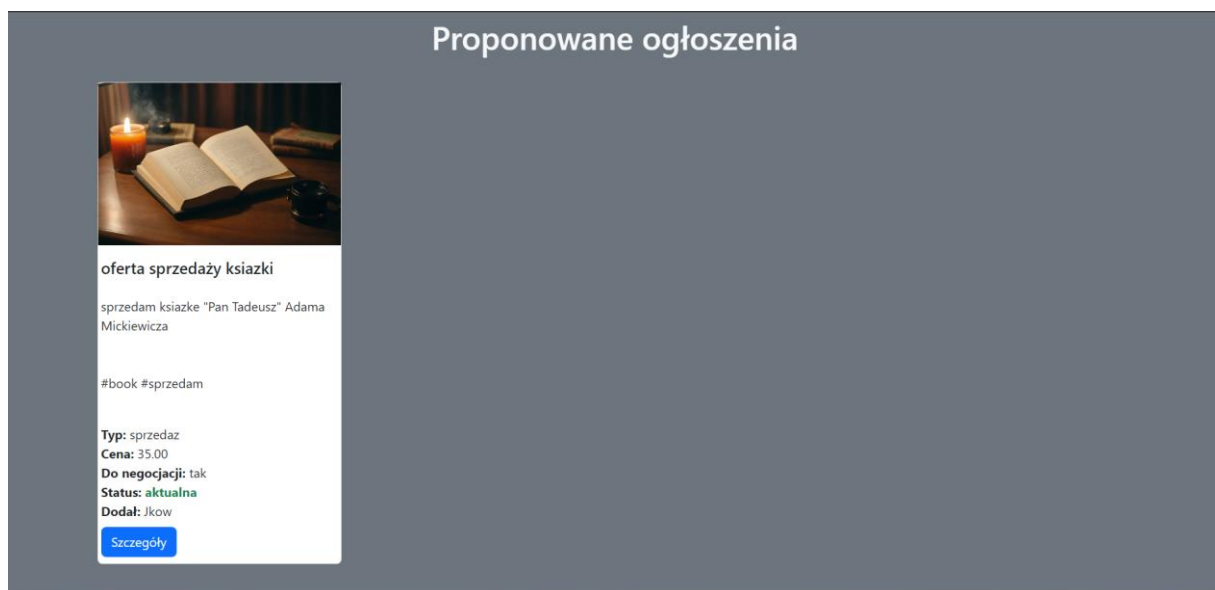 Proponowane ogłoszenia
oferta sprzedaży ksiazki
sprzedam ksiazke "Pan Tadeusz" Adama
Mickiewicza
#book #sprzedam
Typ: sprzedaz
Cena: 35.00
Do negocjacji: tak
Status: aktualna
Dodał: Jkow
Szczegóły